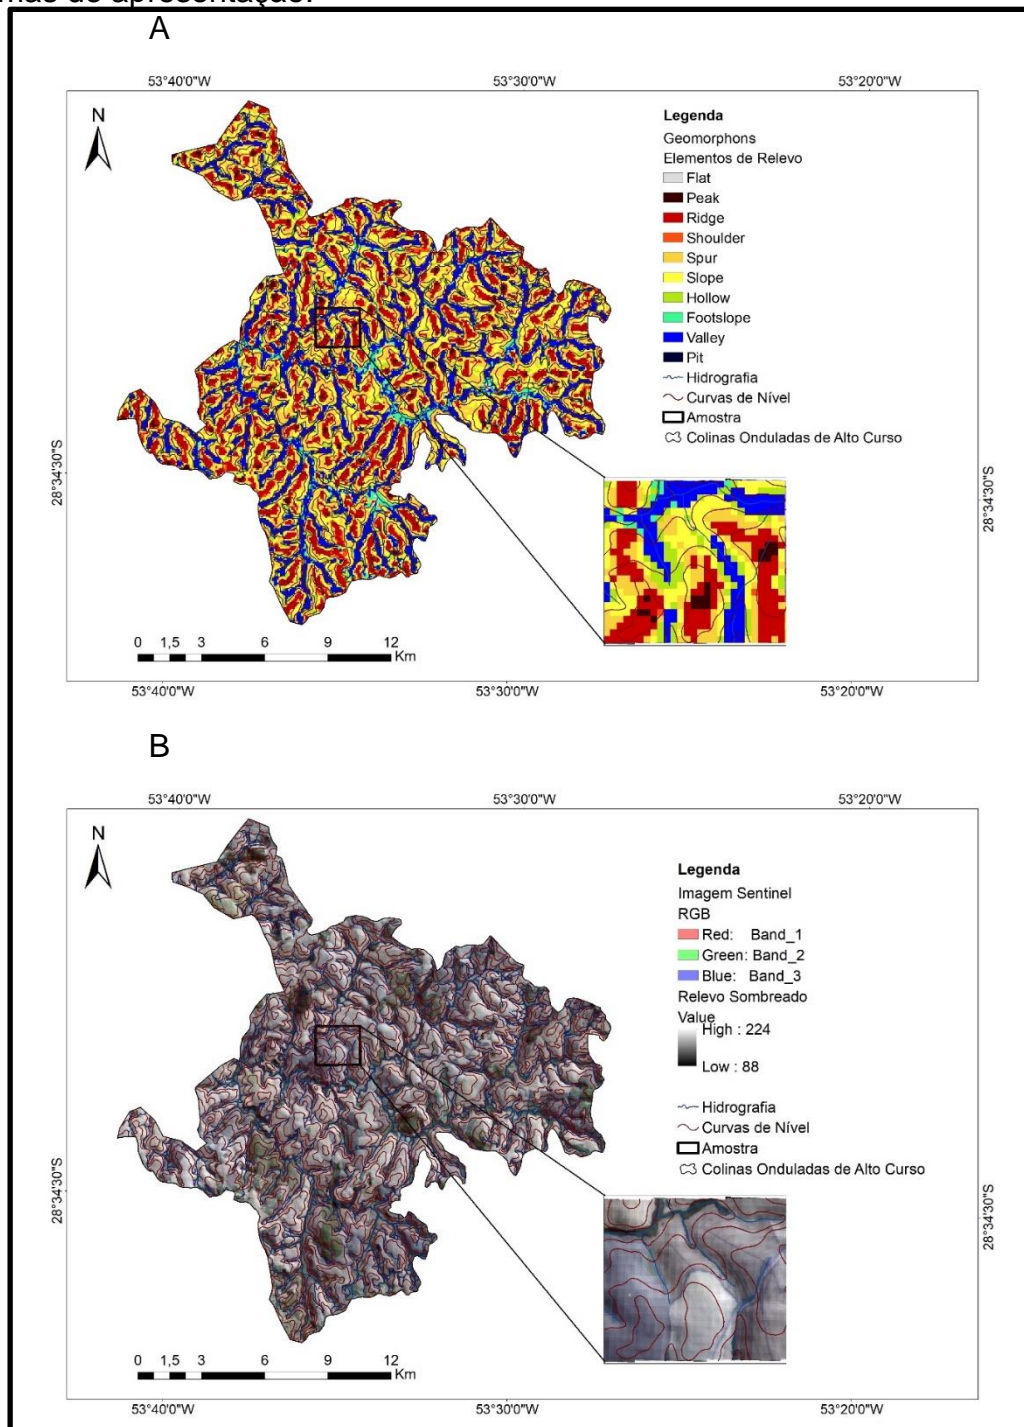 mas de apresentação.
A
53°40'0"W 53°30'0"W 53°20'0"W
N
Legenda
Geomorphons
Elementos de Relevo
Flat
Peak
Ridge
Shoulder
Spur
Slope
Hollow
Footslope
Valley
Pit
Hidrografia
Curvas de Nível
Amostra
Colinas Onduladas de Alto Curso
28°34'30"S
28°34'30"S
0 1,5 3 6 9 12
Km
53°40'0"W 53°30'0"W 53°20'0"W
B
53°40'0"W 53°30'0"W 53°20'0"W
N
Legenda
Imagem Sentinel
RGB
Red: Band_1
Green: Band_2
Blue: Band_3
Relevo Sombreado
Value
High : 224
Low : 88
Hidrografia
Curvas de Nível
Amostra
Colinas Onduladas de Alto Curso
28°34'30"S
28°34'30"S
0 1,5 3 6 9 12
Km
53°40'0"W 53°30'0"W 53°20'0"W